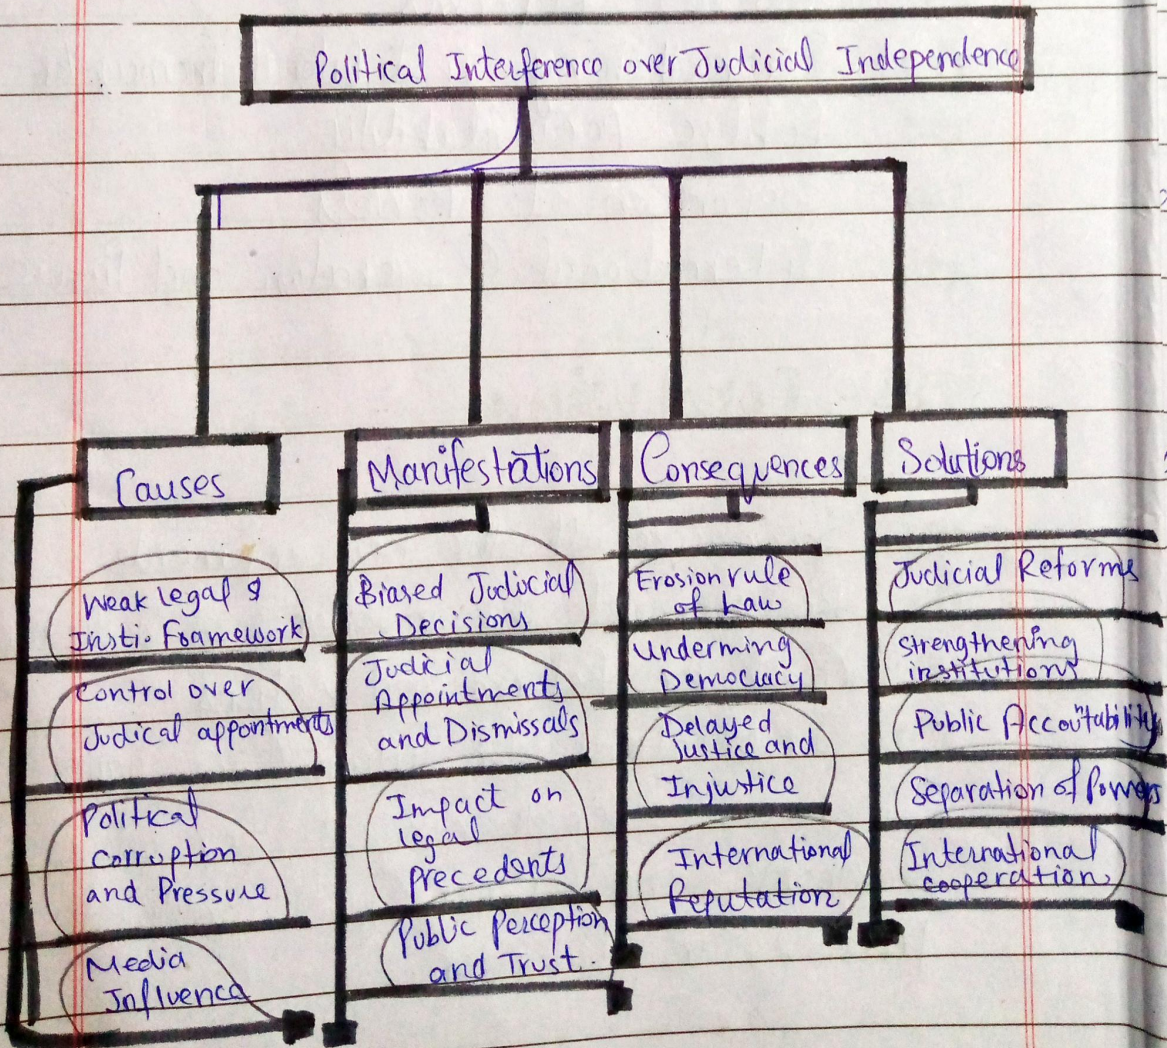 Political Interference over Judicial Independence
Causes
Weak legal &
Insti. Framework
Control over
Judical appointments
Political
corruption
and Pressure
Media
Influence
Manifestations
Biased Juducial
Decisions
Judicial
Appointments
and Dismissals
Impact on
legal
precedents
Public Perception
and Trust.
Consequences
Erosion rule
of Law
Underming
Democracy
Delayed
justice and
Injustice
International
Reputation
Solutions
Judicial Reforms
Strengthening
institutions
Public Accoutability
Separation of Powers
International
cooperation